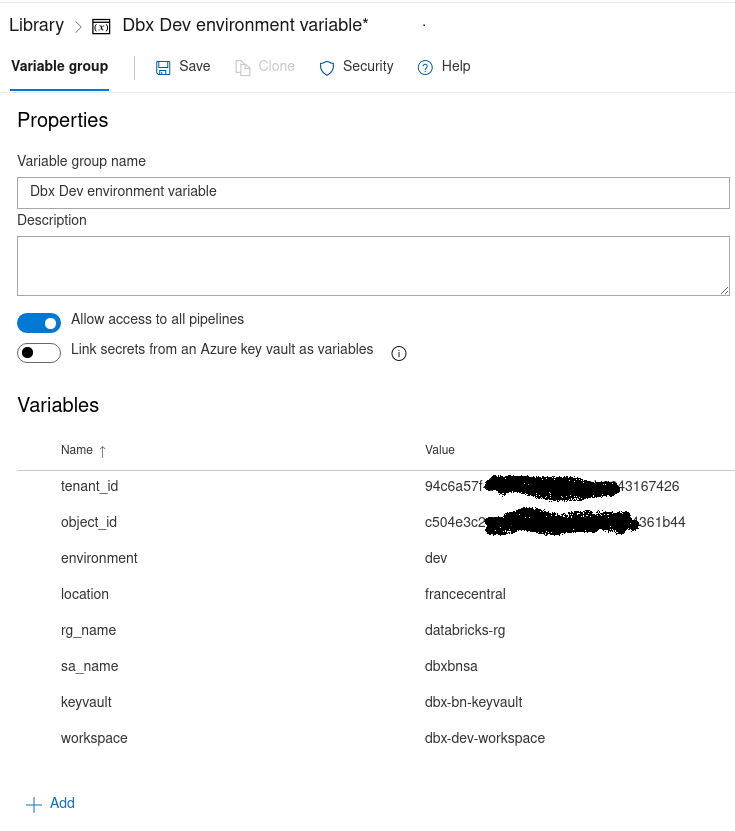 Library > Dbx Dev environment variable*
Variable group Save Clone Security Help
Properties
Variable group name
Dbx Dev environment variable
Description
Allow access to all pipelines
Link secrets from an Azure key vault as variables
Variables
Name ↑ Value
tenant_id 94c6a57f 43167426
object_id c504e3c2 361b44
environment dev
location francecentral
rg_name databricks-rg
sa_name dbxbnsa
keyvault dbx-bn-keyvault
workspace dbx-dev-workspace
+ Add